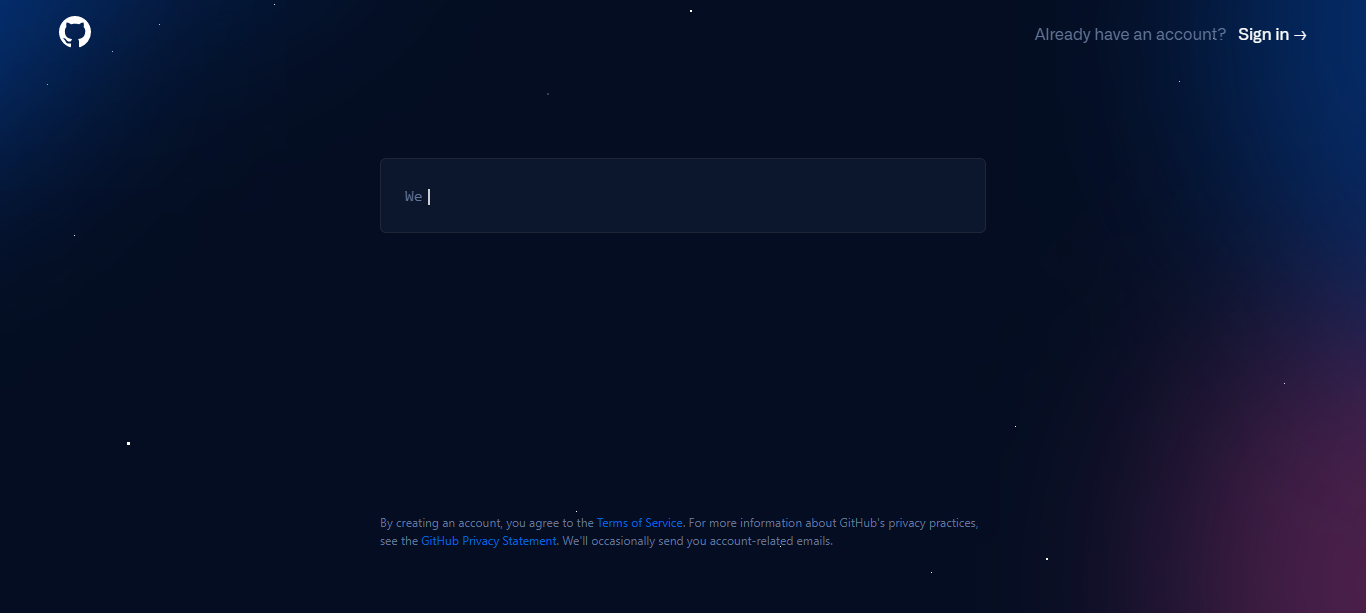 Already have an account? Sign in →
We
By creating an account, you agree to the Terms of Service. For more information about GitHub's privacy practices,
see the GitHub Privacy Statement. We'll occasionally send you account-related emails.